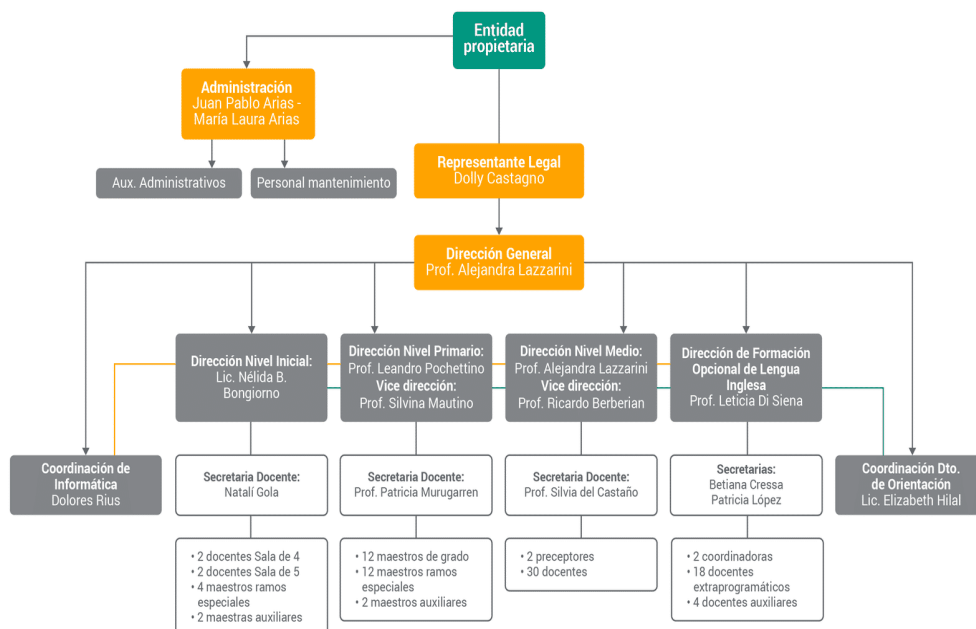 Entidad
propietaria
Administración
Juan Pablo Arias -
María Laura Arias
Aux. Administrativos
Personal mantenimiento
Representante Legal
Dolly Castagno
Dirección General
Prof. Alejandra Lazzarini
Dirección Nivel Inicial:
Lic. Nélida B.
Bongiorno
Dirección Nivel Primario:
Prof. Leandro Pochettino
Vice dirección:
Prof. Silvina Mautino
Dirección Nivel Medio:
Prof. Alejandra Lazzarini
Vice dirección:
Prof. Ricardo Berberian
Dirección de Formación
Opcional de Lengua
Inglesa
Prof. Leticia Di Siena
Coordinación de
Informática
Dolores Rius
Secretaria Docente:
Natalí Gola
Secretaria Docente:
Prof. Patricia Murugarren
Secretaria Docente:
Prof. Silvia del Castaño
Secretarias:
Betiana Cressa
Patricia López
Coordinación Dto.
de Orientación
Lic. Elizabeth Hilal
• 2 docentes Sala de 4
• 2 docentes Sala de 5
• 4 maestros ramos
especiales
• 2 maestras auxiliares
• 12 maestros de grado
• 12 maestros ramos
especiales
• 2 maestros auxiliares
• 2 preceptores
• 30 docentes
• 2 coordinadoras
• 18 docentes
extraprogramáticos
• 4 docentes auxiliares